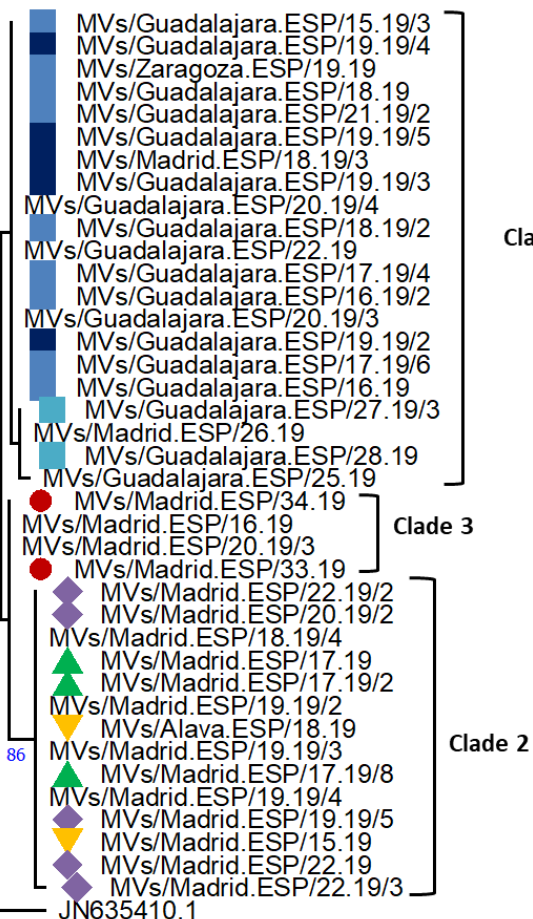 MVs/Guadalajara.ESP/15.19/3
MVs/Guadalajara.ESP/19.19/4
MVs/Zaragoza.ESP/19.19
MVs/Guadalajara.ESP/18.19
MVs/Guadalajara.ESP/21.19/2
MVs/Guadalajara.ESP/19.19/5
MVs/Madrid.ESP/18.19/3
MVs/Guadalajara.ESP/19.19/3
MVs/Guadalajara.ESP/20.19/4
MVs/Guadalajara.ESP/18.19/2
Cla
MVs/Guadalajara.ESP/22.19
MVs/Guadalajara.ESP/17.19/4
MVs/Guadalajara.ESP/16.19/2
MVs/Guadalajara.ESP/20.19/3
MVs/Guadalajara.ESP/19.19/2
MVs/Guadalajara.ESP/17.19/6
MVs/Guadalajara.ESP/16.19
MVs/Guadalajara.ESP/27.19/3
MVs/Madrid.ESP/26.19
MVs/Guadalajara.ESP/28.19
MVs/Guadalajara.ESP/25.19
MVs/Madrid.ESP/34.19
MVs/Madrid.ESP/16.19
Clade 3
MVs/Madrid.ESP/20.19/3
MVs/Madrid.ESP/33.19
MVs/Madrid.ESP/22.19/2
MVs/Madrid.ESP/20.19/2
MVs/Madrid.ESP/18.19/4
MVs/Madrid.ESP/17.19
MVs/Madrid.ESP/17.19/2
MVs/Madrid.ESP/19.19/2
MVs/Alava.ESP/18.19
86
MVs/Madrid.ESP/19.19/3
Clade 2
MVs/Madrid.ESP/17.19/8
MVs/Madrid.ESP/19.19/4
MVs/Madrid.ESP/19.19/5
MVs/Madrid.ESP/15.19
MVs/Madrid.ESP/22.19
MVs/Madrid.ESP/22.19/3
JN635410.1